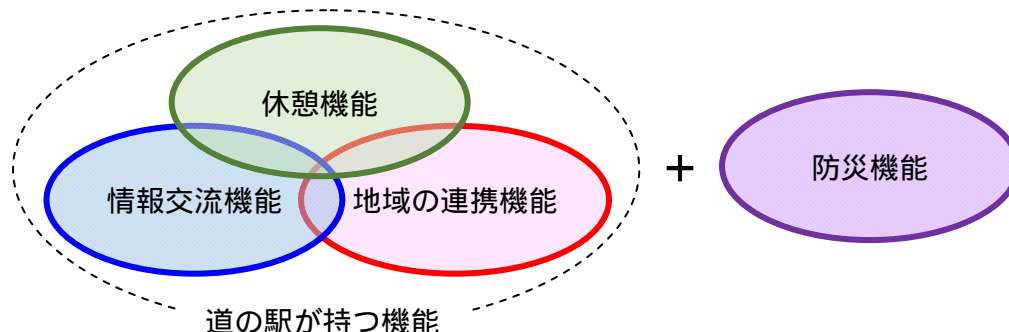 休憩機能
情報交流機能
地域の連携機能
+
防災機能
道の駅が持つ機能